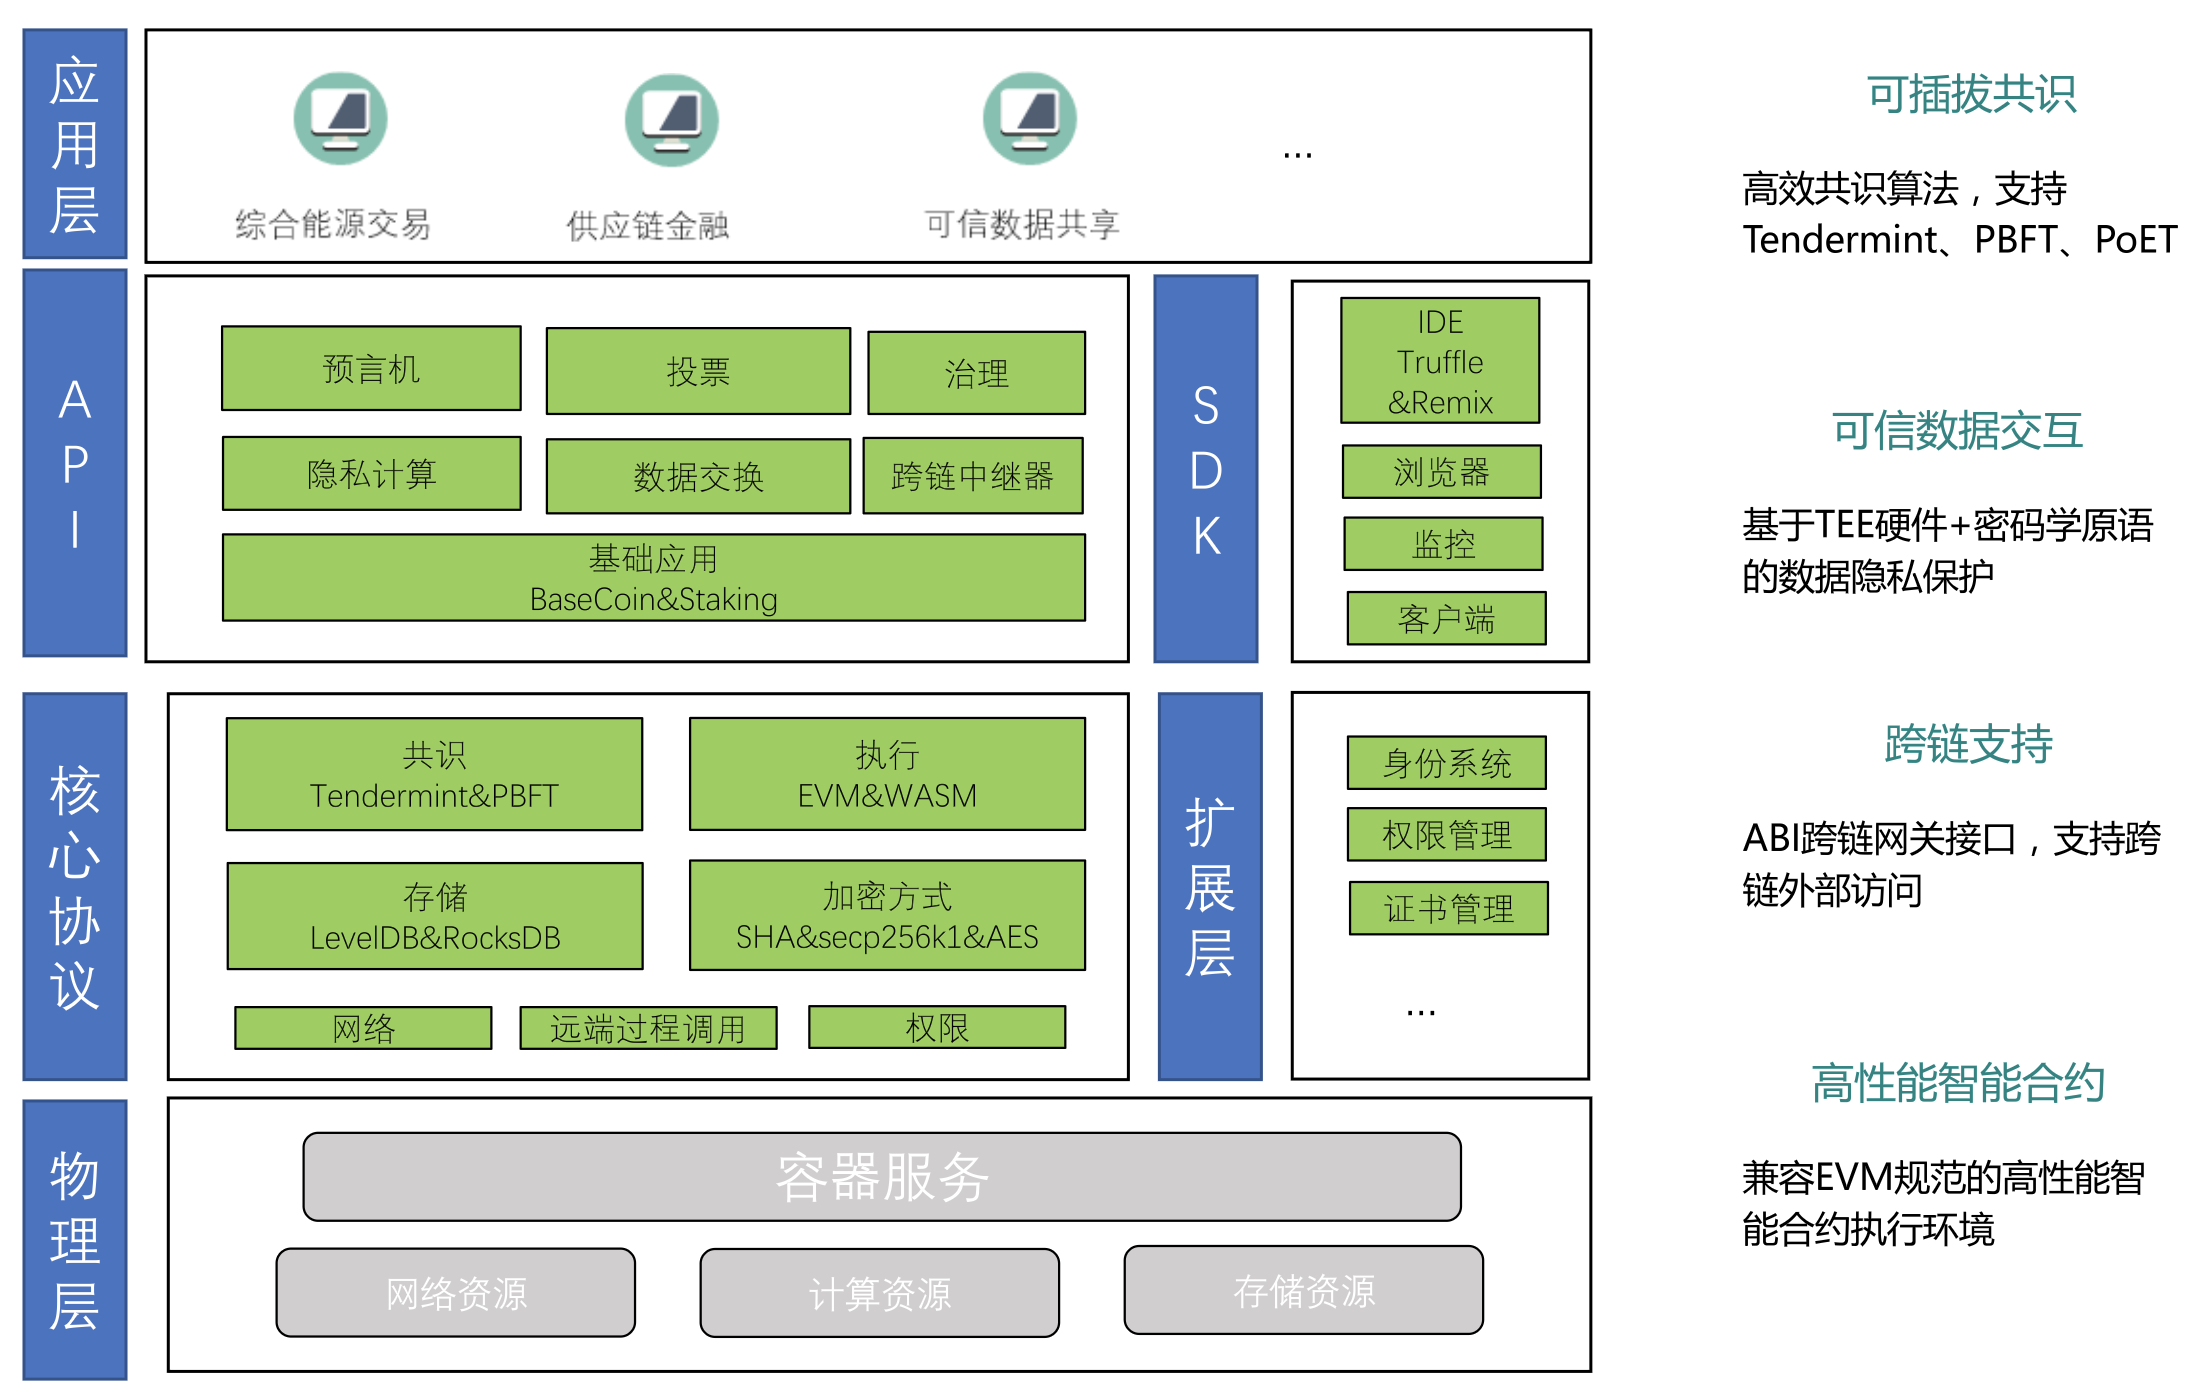 应用层
综合能源交易
供应链金融
可信数据共享
...
API
预言机
投票
治理
隐私计算
数据交换
跨链中继器
基础应用
BaseCoin&Staking
SDK
IDE
Truffle
&Remix
浏览器
监控
客户端
核心协议
共识
Tendermint&PBFT
执行
EVM&WASM
存储
LevelDB&RocksDB
加密方式
SHA&secp256k1&AES
网络
远端过程调用
权限
扩展层
身份系统
权限管理
证书管理
...
物理层
容器服务
网络资源
计算资源
存储资源
可插拔共识
高效共识算法，支持
Tendermint、PBFT、PoET
可信数据交互
基于TEE硬件+密码学原语
的数据隐私保护
跨链支持
ABI跨链网关接口，支持跨
链外部访问
高性能智能合约
兼容EVM规范的高性能智
能合约执行环境